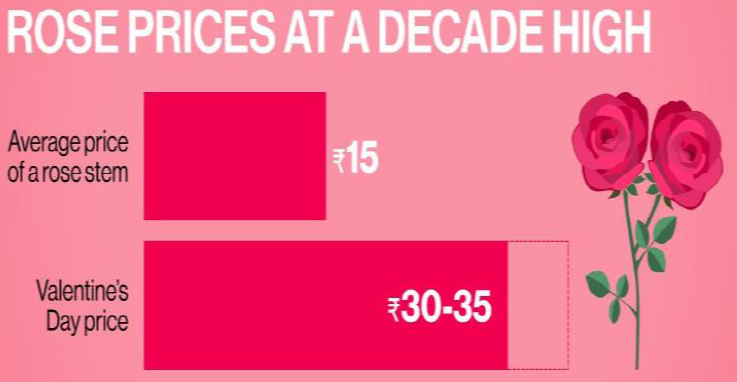 ROSE PRICES AT A DECADE HIGH
Average price
of a rose stem
₹15
Valentine's
Day price
₹30-35